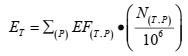 E_T = ∑_(P) EF_(T,P) • (N_(T,P) / 10^6)